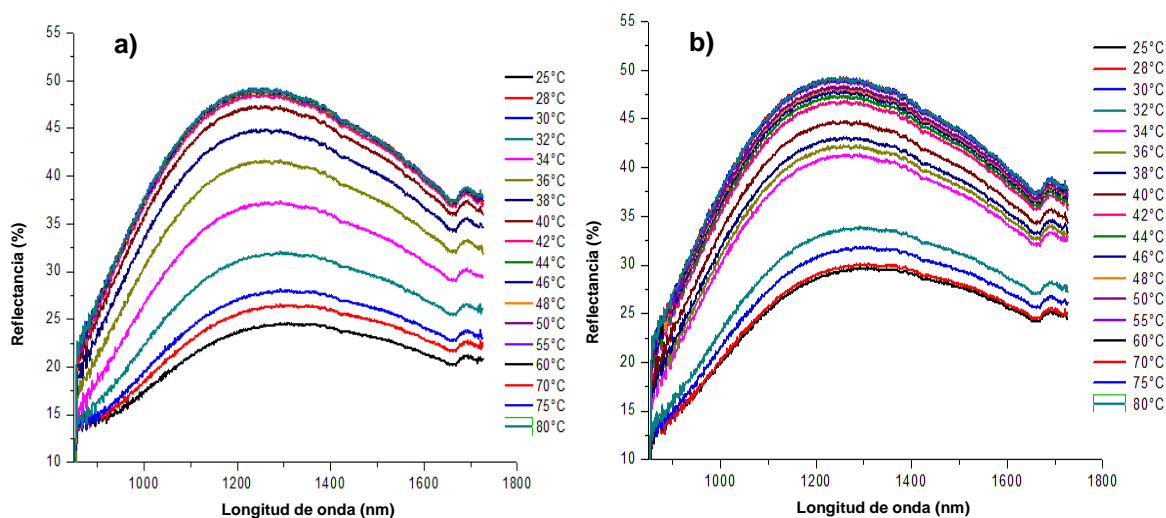 a)
Reflectancia (%)
55
50
45
40
35
30
25
20
15
10
1000
1200
1400
1600
1800
Longitud de onda (nm)
25°C
28°C
30°C
32°C
34°C
36°C
38°C
40°C
42°C
44°C
46°C
48°C
50°C
55°C
60°C
70°C
75°C
80°C
b)
Reflectancia (%)
55
50
45
40
35
30
25
20
15
10
1000
1200
1400
1600
1800
Longitud de onda (nm)
25°C
28°C
30°C
32°C
34°C
36°C
38°C
40°C
42°C
44°C
46°C
48°C
50°C
55°C
60°C
70°C
75°C
80°C